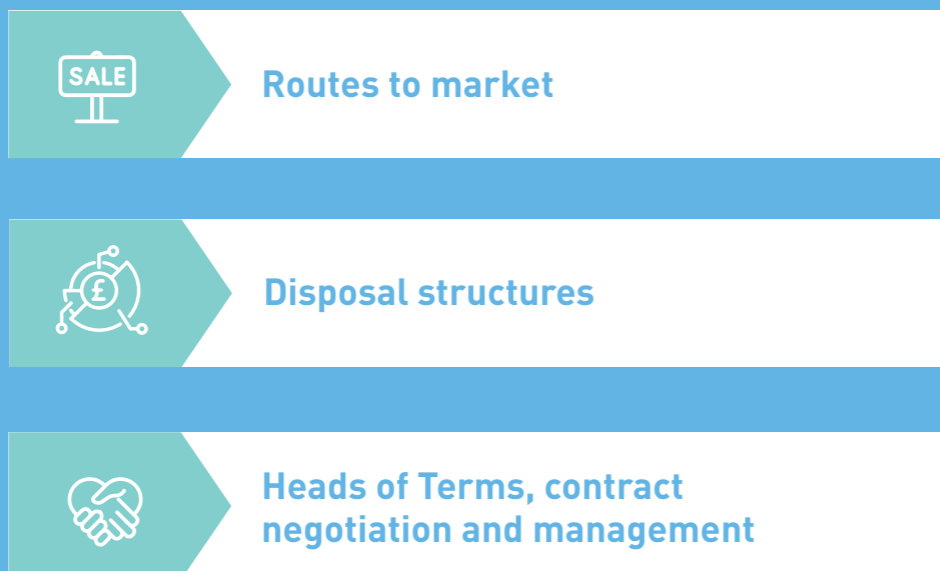 SALE
Routes to market
£
Disposal structures
Heads of Terms, contract
negotiation and management